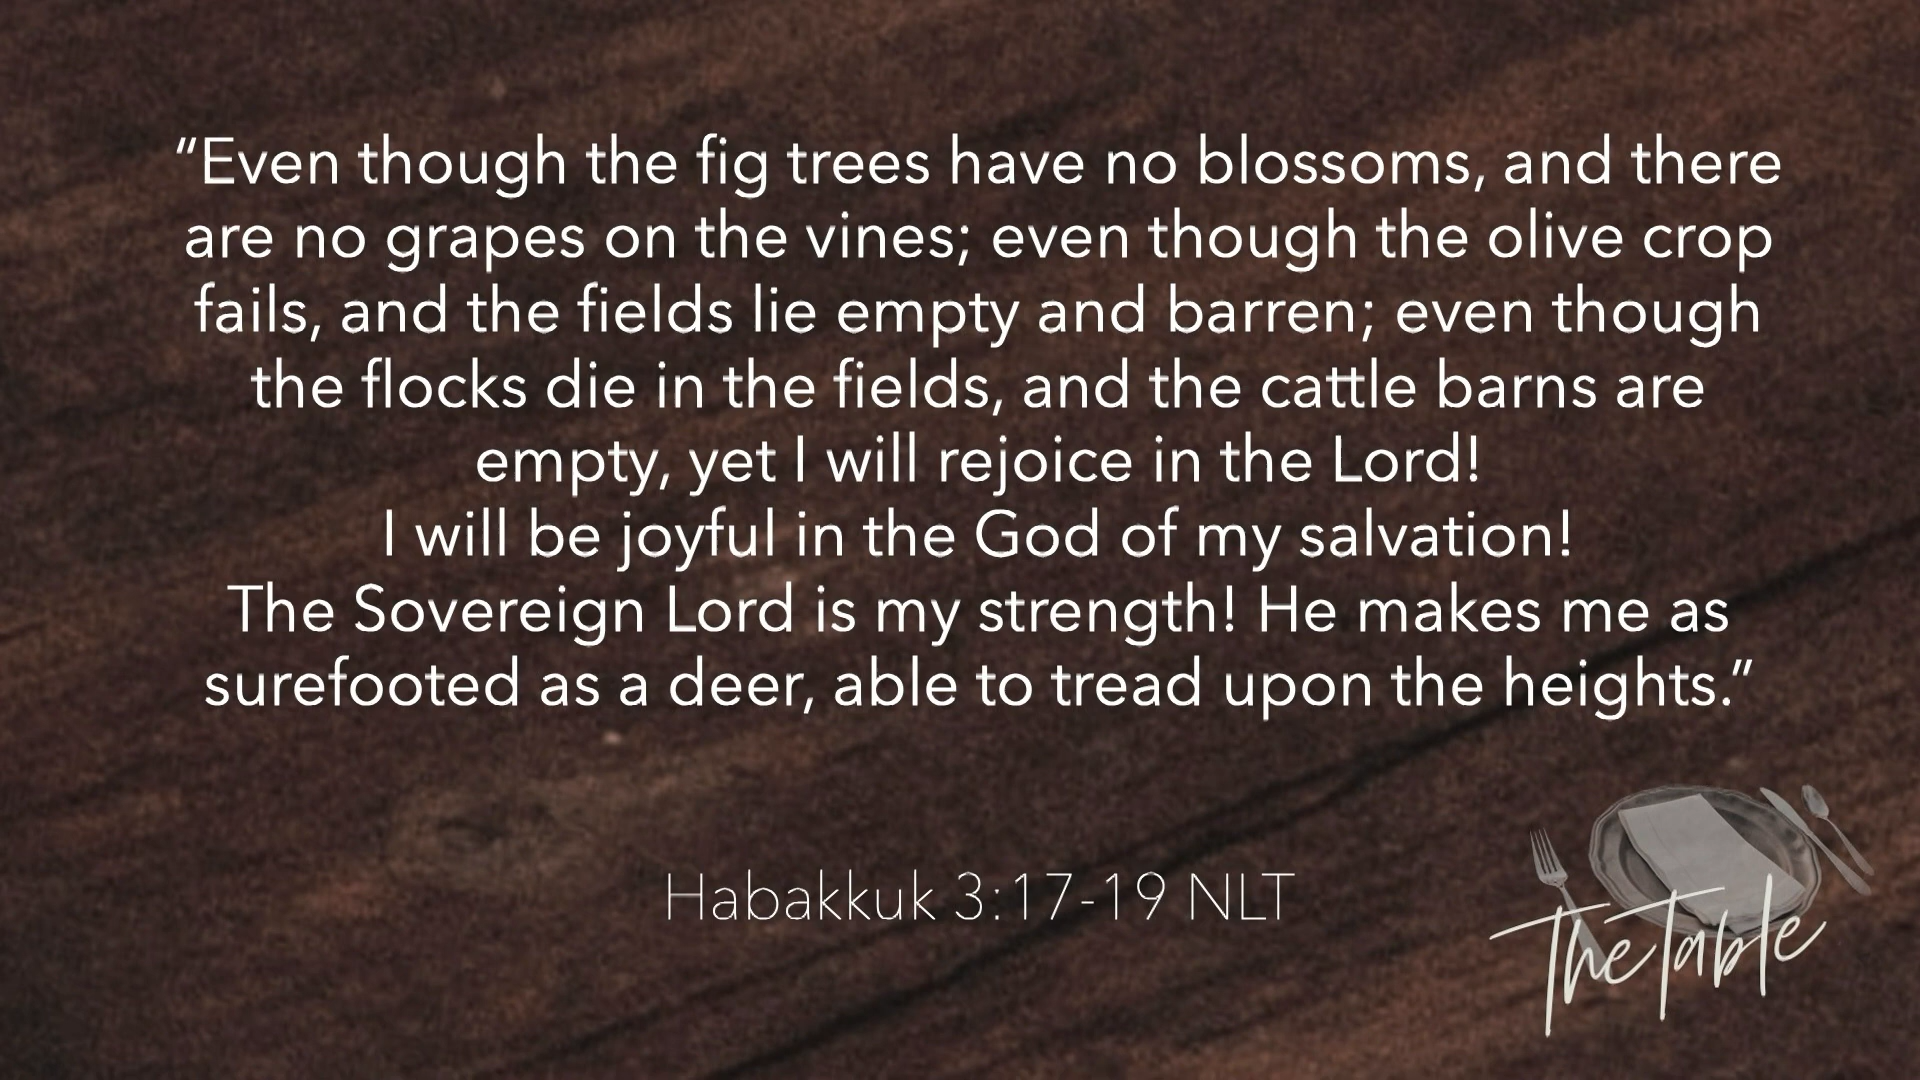 “Even though the fig trees have no blossoms, and there
are no grapes on the vines; even though the olive crop
fails, and the fields lie empty and barren; even though
the flocks die in the fields, and the cattle barns are
empty, yet I will rejoice in the Lord!
I will be joyful in the God of my salvation!
The Sovereign Lord is my strength! He makes me as
surefooted as a deer, able to tread upon the heights.”
Habakkuk 3:17-19 NLT
The Table